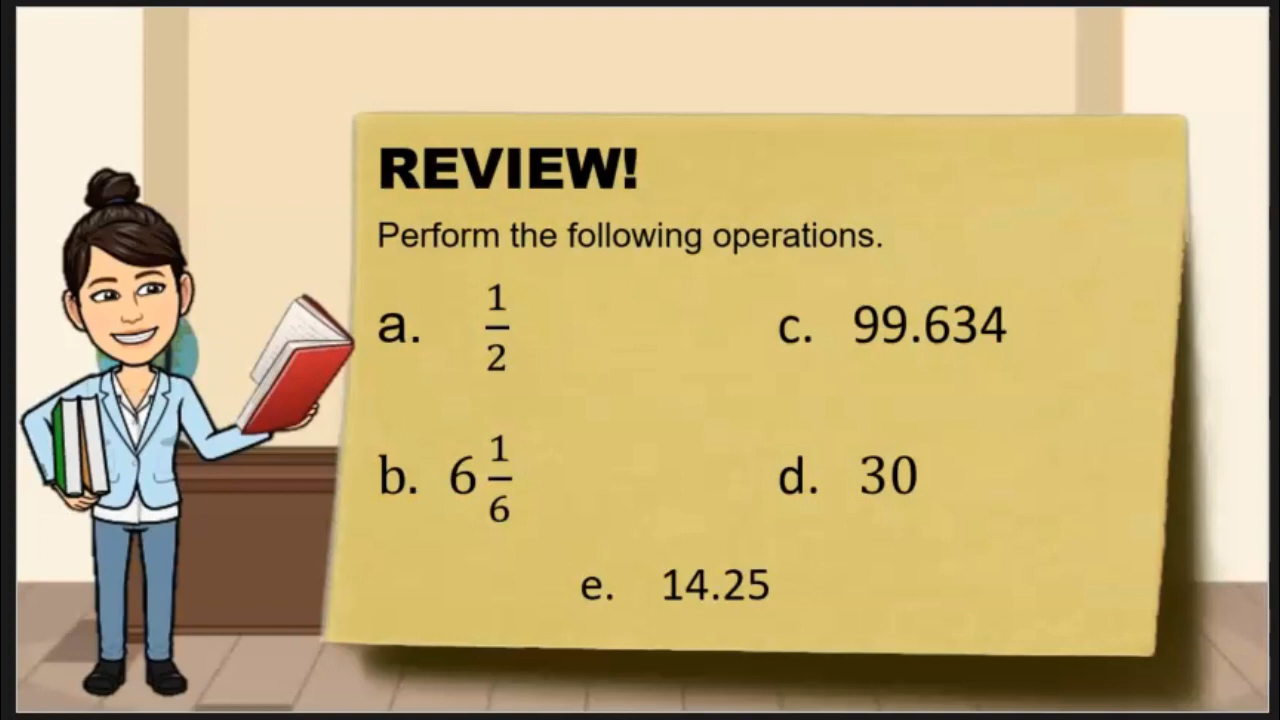 REVIEW!
Perform the following operations.
a. 1/2
c. 99.634
b. 6 1/6
d. 30
e. 14.25